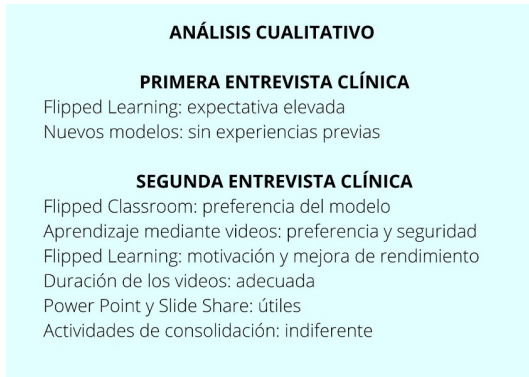 ANÁLISIS CUALITATIVO
PRIMERA ENTREVISTA CLÍNICA
Flipped Learning: expectativa elevada
Nuevos modelos: sin experiencias previas
SEGUNDA ENTREVISTA CLÍNICA
Flipped Classroom: preferencia del modelo
Aprendizaje mediante videos: preferencia y seguridad
Flipped Learning: motivación y mejora de rendimiento
Duración de los videos: adecuada
Power Point y Slide Share: útiles
Actividades de consolidación: indiferente